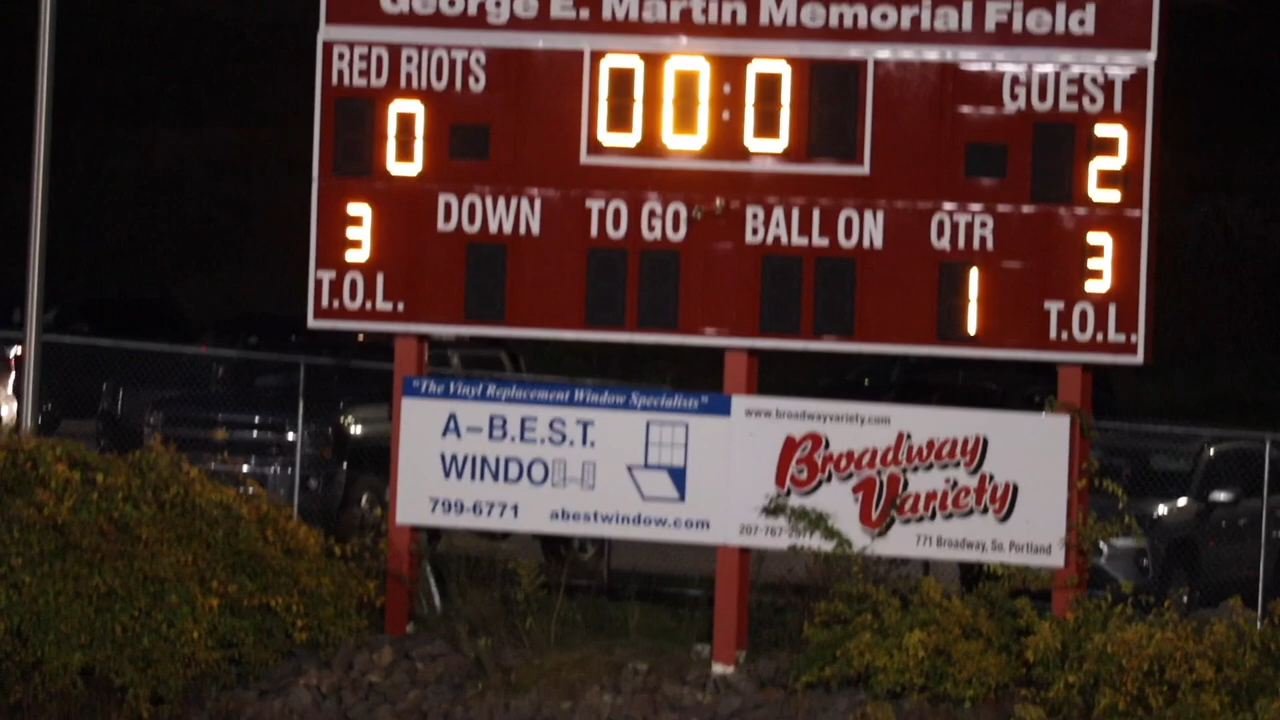 George E. Martin Memorial Field
RED RIOTS
00:0
GUEST
0
2
3
DOWN
TO GO
BALL ON
QTR
3
T.O.L.
1
T.O.L.
"The Vinyl Replacement Window Specialists"
A-B.E.S.T.
WINDOW
799-6771
abestwindow.com
www.broadwayvariety.com
Broadway
Variety
771 Broadway, So. Portland